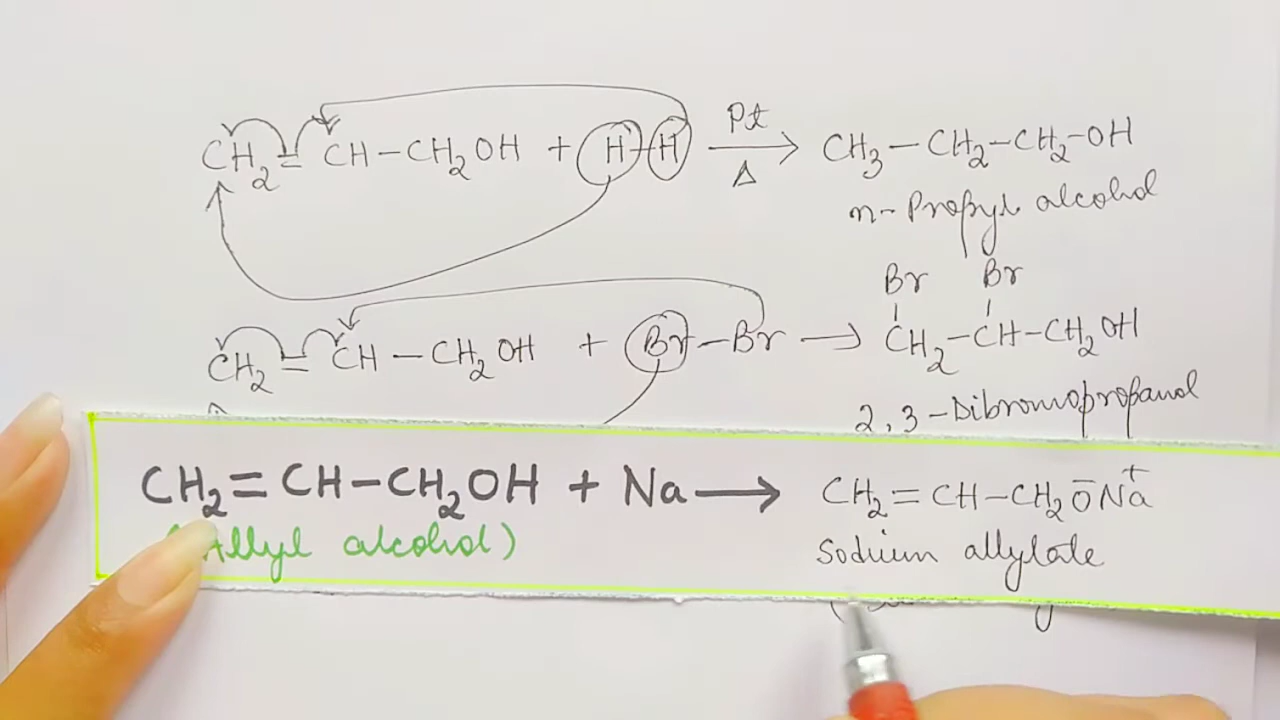 CH₂=CH-CH₂OH + H-H Pt Δ → CH₃-CH₂-CH₂-OH
n-Propyl alcohol
Br Br
CH₂=CH-CH₂OH + Br-Br → CH₂-CH-CH₂OH
2,3-Dibromopropanol
CH₂=CH-CH₂OH + Na → CH₂=CH-CH₂O⁻Na⁺
(Allyl alcohol) Sodium allylate